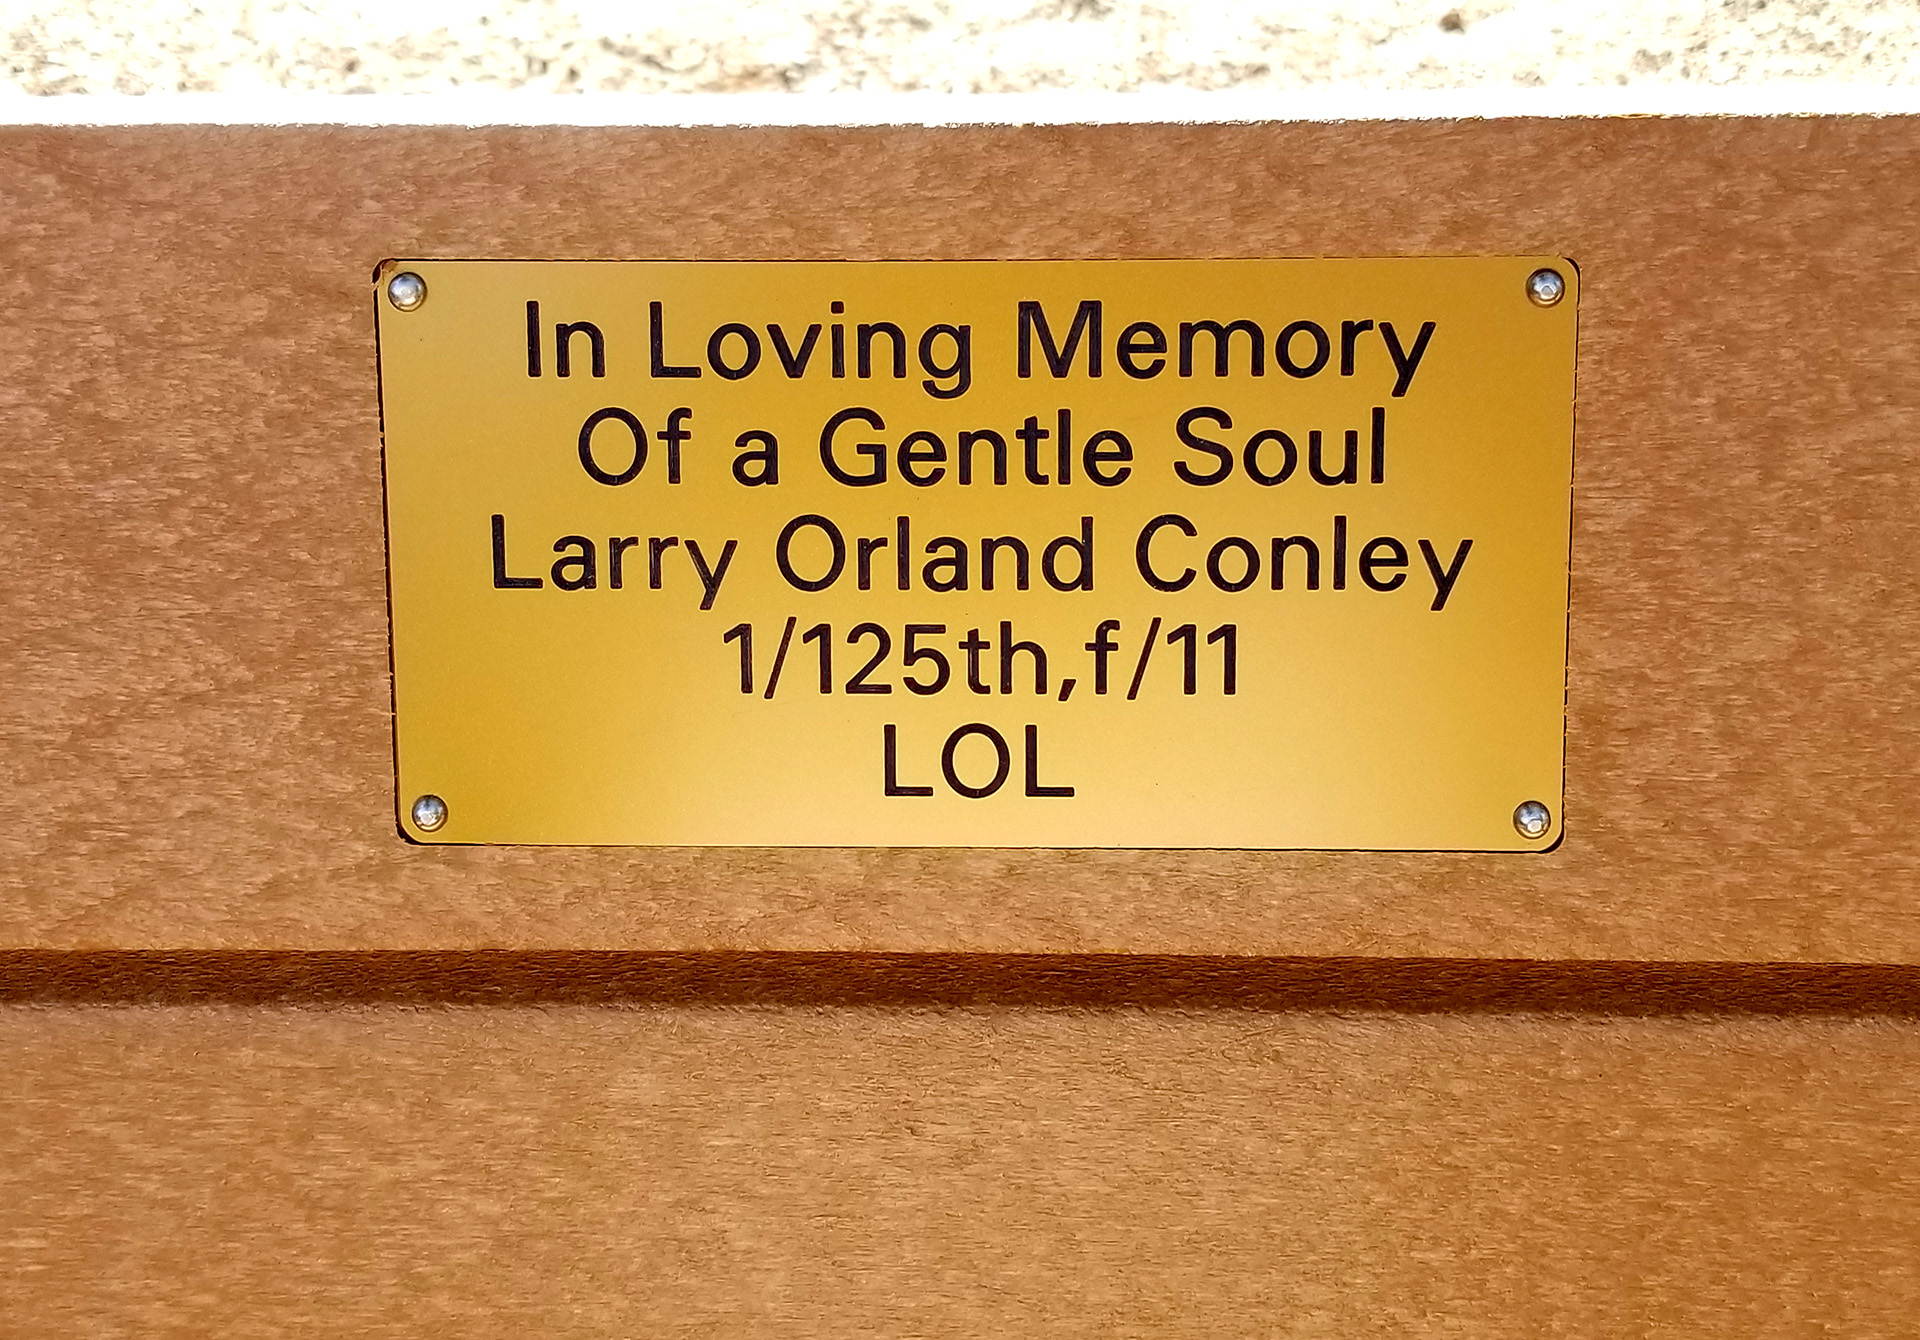 In Loving Memory
Of a Gentle Soul
Larry Orland Conley
1/125th,f/11
LOL